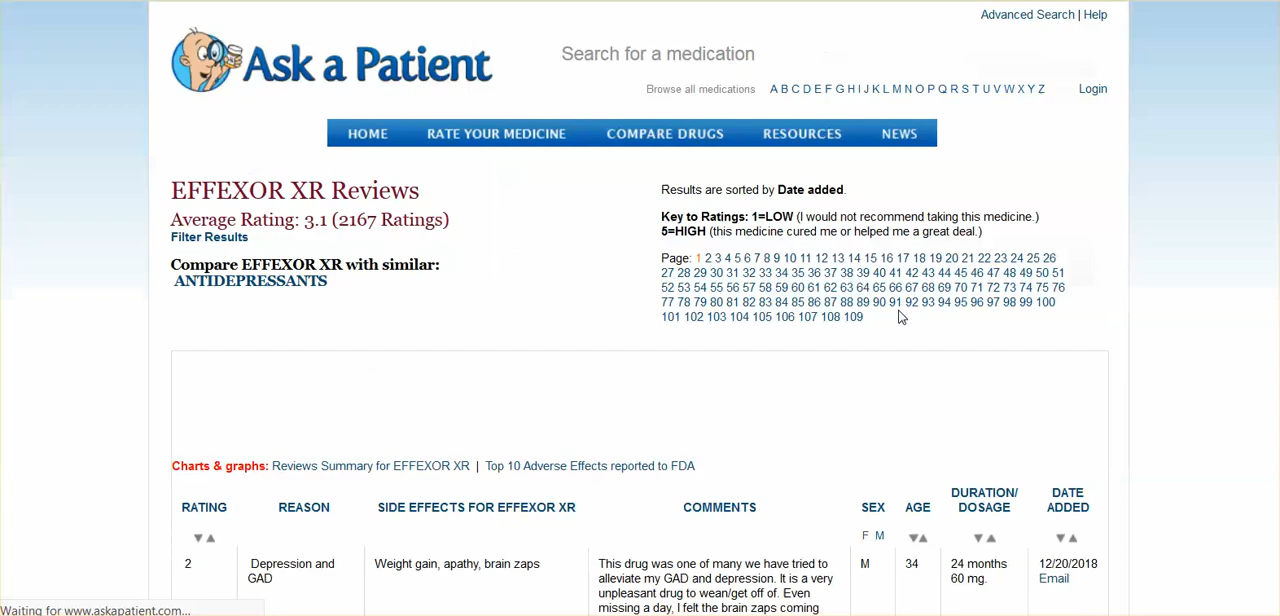 Advanced Search | Help
Ask a Patient
Search for a medication
Browse all medications A B C D E F G H I J K L M N O P Q R S T U V W X Y Z Login
HOME RATE YOUR MEDICINE COMPARE DRUGS RESOURCES NEWS
EFFEXOR XR Reviews
Average Rating: 3.1 (2167 Ratings)
Filter Results
Compare EFFEXOR XR with similar:
ANTIDEPRESSANTS
Results are sorted by Date added.
Key to Ratings: 1=LOW (I would not recommend taking this medicine.)
5=HIGH (this medicine cured me or helped me a great deal.)
Page: 1 2 3 4 5 6 7 8 9 10 11 12 13 14 15 16 17 18 19 20 21 22 23 24 25 26
27 28 29 30 31 32 33 34 35 36 37 38 39 40 41 42 43 44 45 46 47 48 49 50 51
52 53 54 55 56 57 58 59 60 61 62 63 64 65 66 67 68 69 70 71 72 73 74 75 76
77 78 79 80 81 82 83 84 85 86 87 88 89 90 91 92 93 94 95 96 97 98 99 100
101 102 103 104 105 106 107 108 109
Charts & graphs: Reviews Summary for EFFEXOR XR | Top 10 Adverse Effects reported to FDA
RATING REASON SIDE EFFECTS FOR EFFEXOR XR COMMENTS SEX AGE DURATION/ DOSAGE DATE ADDED
F M
2 Depression and GAD Weight gain, apathy, brain zaps This drug was one of many we have tried to M 34 24 months 12/20/2018
alleviate my GAD and depression. It is a very 60 mg. Email
unpleasant drug to wean/get off of. Even
missing a day, I felt the brain zaps coming
Waiting for www.askapatient.com...